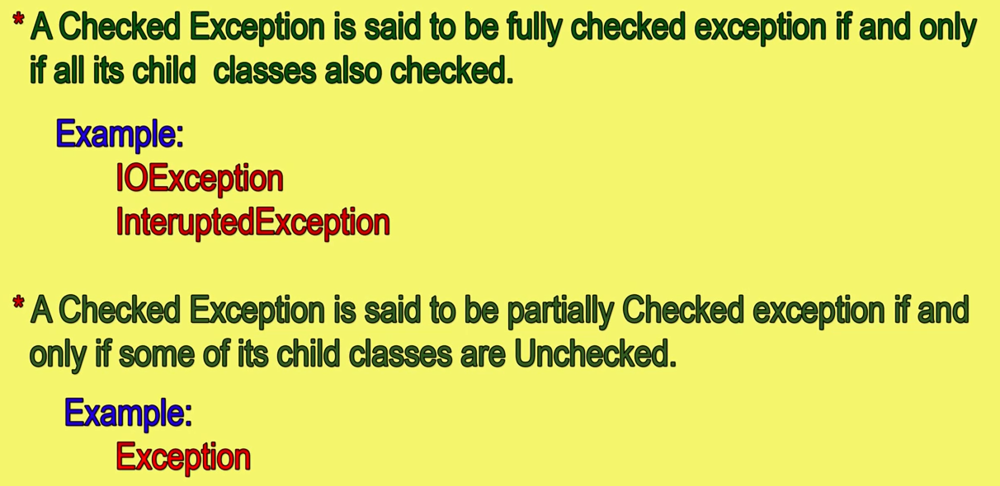 * A Checked Exception is said to be fully checked exception if and only
if all its child classes also checked.
Example:
IOException
InteruptedException
* A Checked Exception is said to be partially Checked exception if and
only if some of its child classes are Unchecked.
Example:
Exception